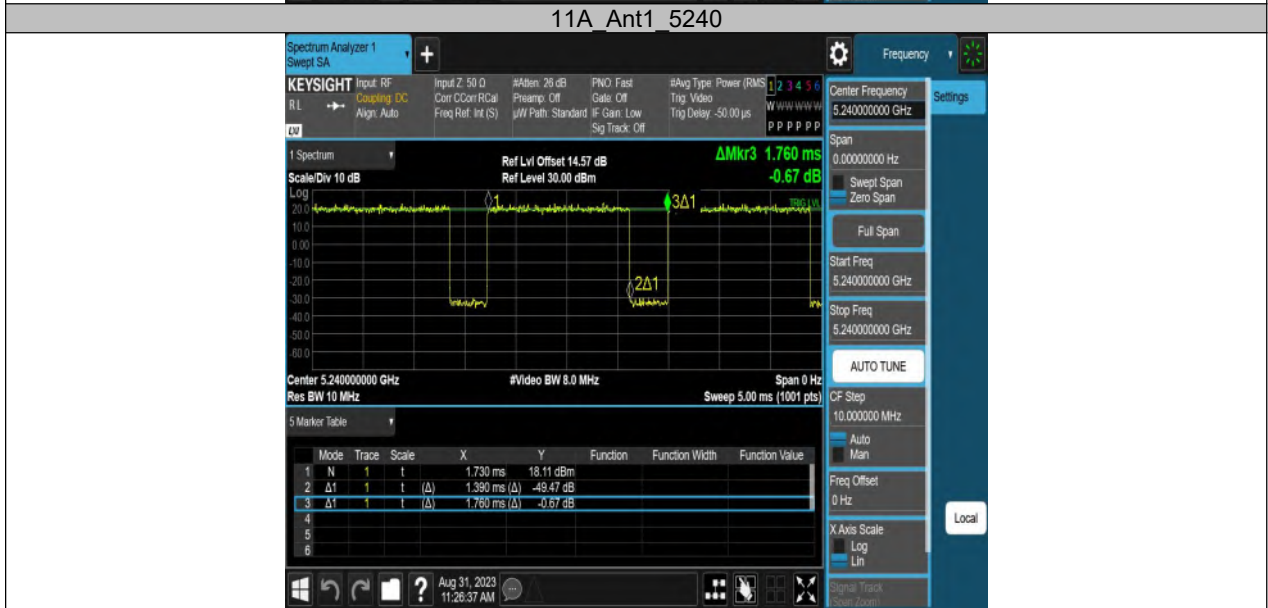 11A_Ant1_5240
Spectrum Analyzer 1
Swept SA
+
Frequency
KEYSIGHT
RL
LXI
Input: RF
Coupling: DC
Align: Auto
Input Z: 50 Ω
Corr CCorr RCal
Freq Ref: Int (S)
#Atten: 26 dB
Preamp: Off
µW Path: Standard
PNO: Fast
Gate: Off
IF Gain: Low
Sig Track: Off
#Avg Type: Power (RMS
Trig: Video
Trig Delay: -50.00 µs
1 2 3 4 5 6
W W W W W W
P P P P P P
Center Frequency
5.240000000 GHz
Settings
Span
0.00000000 Hz
Swept Span
Zero Span
Full Span
Start Freq
5.240000000 GHz
Stop Freq
5.240000000 GHz
AUTO TUNE
CF Step
10.000000 MHz
Auto
Man
Freq Offset
0 Hz
X Axis Scale
Log
Lin
Signal Track
(Span Zoom)
Local
1 Spectrum
Scale/Div 10 dB
Ref Lvl Offset 14.57 dB
Ref Level 30.00 dBm
ΔMkr3 1.760 ms
-0.67 dB
Log
20.0
10.0
0.00
-10.0
-20.0
-30.0
-40.0
-50.0
-60.0
1
3Δ1
TRIG LVL
2Δ1
Center 5.240000000 GHz
#Video BW 8.0 MHz
Span 0 Hz
Res BW 10 MHz
Sweep 5.00 ms (1001 pts)
5 Marker Table
Mode Trace Scale X Y Function Function Width Function Value
1 N 1 t 1.730 ms 18.11 dBm
2 Δ1 1 t (Δ) 1.390 ms (Δ) -49.47 dB
3 Δ1 1 t (Δ) 1.760 ms (Δ) -0.67 dB
4
5
6
?
Aug 31, 2023
11:26:37 AM